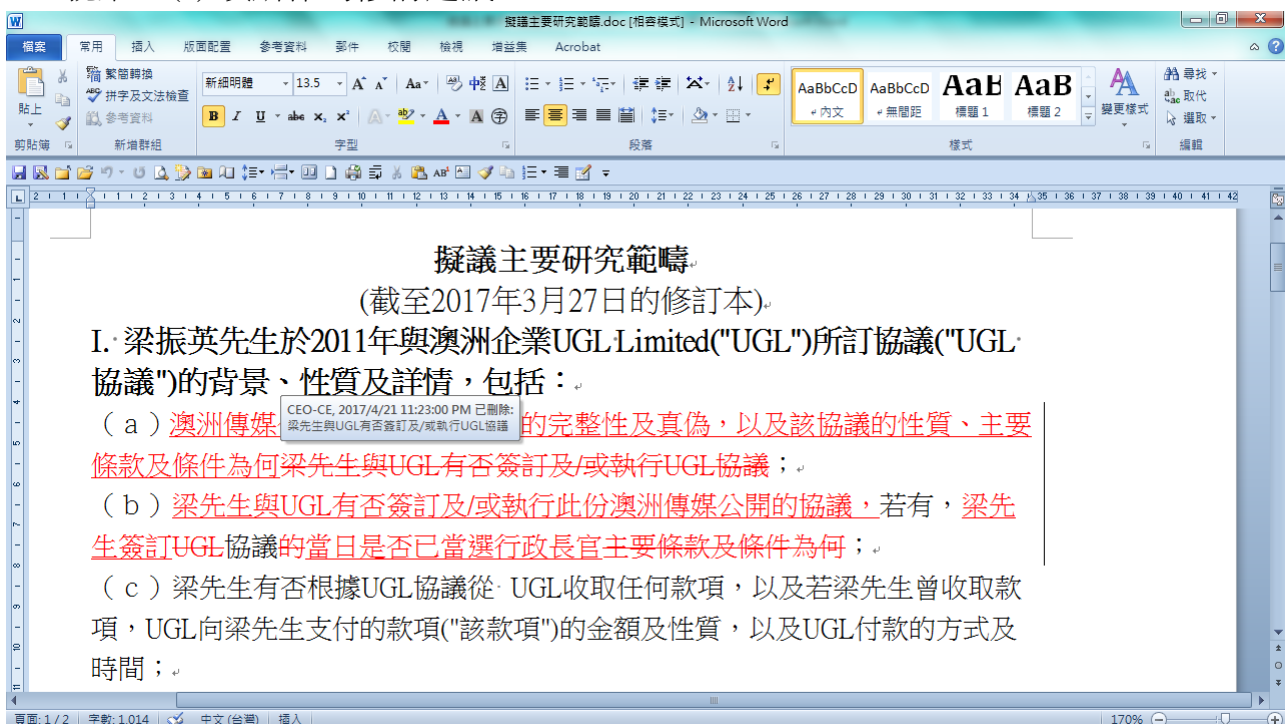 擬議主要研究範疇.doc [相容模式] - Microsoft Word
檔案 常用 插入 版面配置 參考資料 郵件 校閱 檢視 增益集 Acrobat
貼上 繁簡轉換 新細明體 13.5 AaBbCcD AaBbCcD AaB 尋找
拼字及文法檢查 內文 無間距 標題 1 標題 2 變更樣式 取代
參考資料 選取
剪貼簿 新增群組 字型 段落 樣式 編輯
擬議主要研究範疇
(截至2017年3月27日的修訂本)
I. 梁振英先生於2011年與澳洲企業UGL Limited("UGL")所訂協議("UGL
協議")的背景、性質及詳情，包括：
CEO-CE, 2017/4/21 11:23:00 PM 已刪除:
梁先生與UGL有否簽訂及/或執行UGL協議
（a）澳洲傳媒 的完整性及真偽，以及該協議的性質、主要
條款及條件為何梁先生與UGL有否簽訂及/或執行UGL協議；
（b）梁先生與UGL有否簽訂及/或執行此份澳洲傳媒公開的協議，若有，梁先
生簽訂UGL協議的當日是否已當選行政長官主要條款及條件為何；
（c）梁先生有否根據UGL協議從 UGL收取任何款項，以及若梁先生曾收取款
項，UGL向梁先生支付的款項("該款項")的金額及性質，以及UGL付款的方式及
時間；
頁面: 1 / 2 字數: 1,014 中文 (台灣) 插入 170%